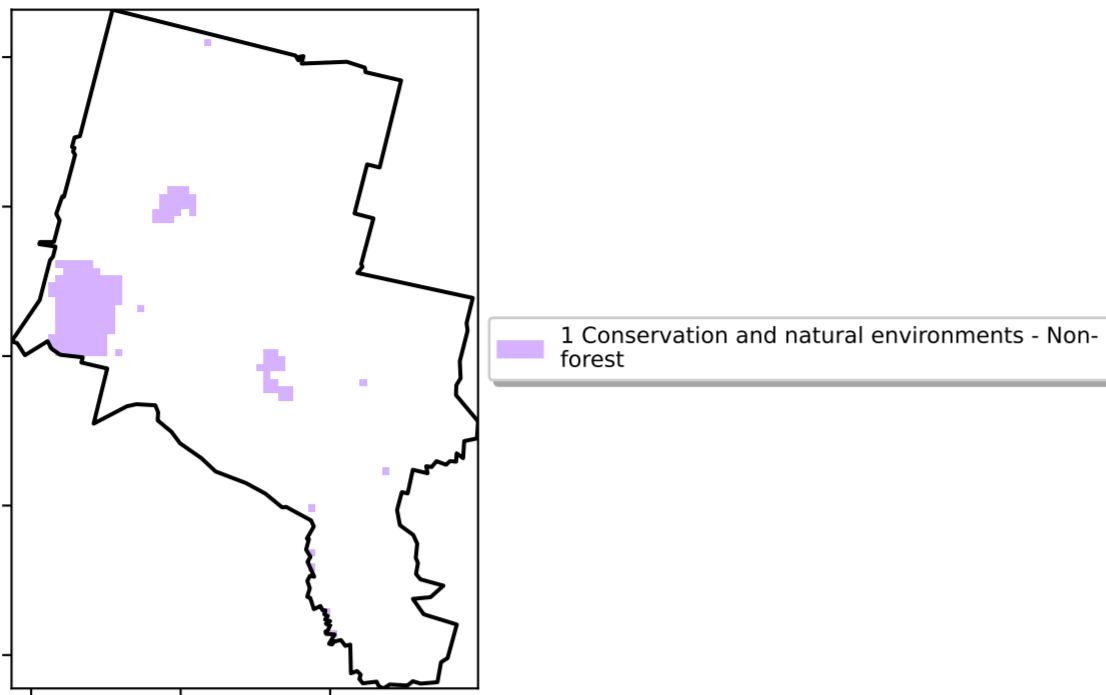 1 Conservation and natural environments - Non-
forest